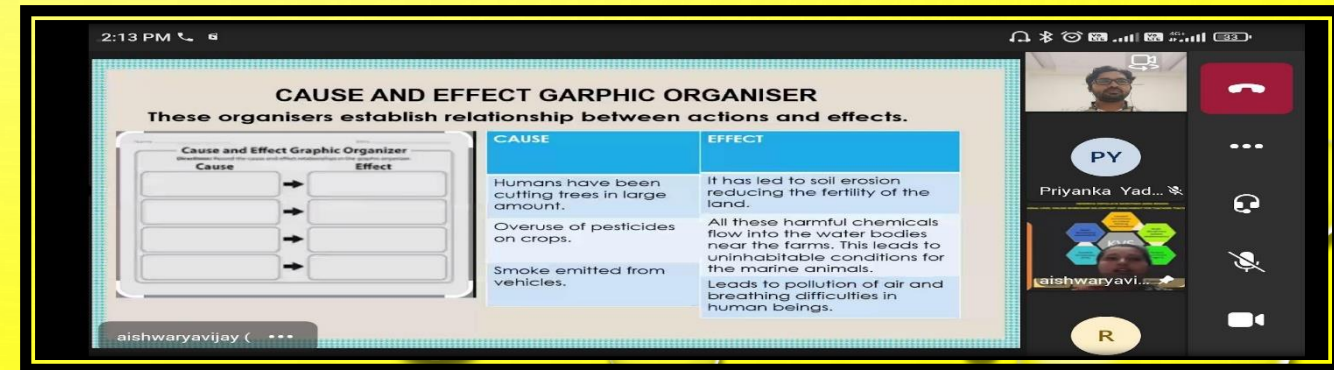 2:13 PM
33
CAUSE AND EFFECT GARPHIC ORGANISER
These organisers establish relationship between actions and effects.
Cause and Effect Graphic Organizer
Cause Effect
CAUSE EFFECT
Humans have been
cutting trees in large
amount.
It has led to soil erosion
reducing the fertility of the
land.
Overuse of pesticides
on crops.
All these harmful chemicals
flow into the water bodies
near the farms. This leads to
uninhabitable conditions for
the marine animals.
Smoke emitted from
vehicles.
Leads to pollution of air and
breathing difficulties in
human beings.
aishwaryavijay ( ...
PY
Priyanka Yad...
KVS
aishwaryavi...
R